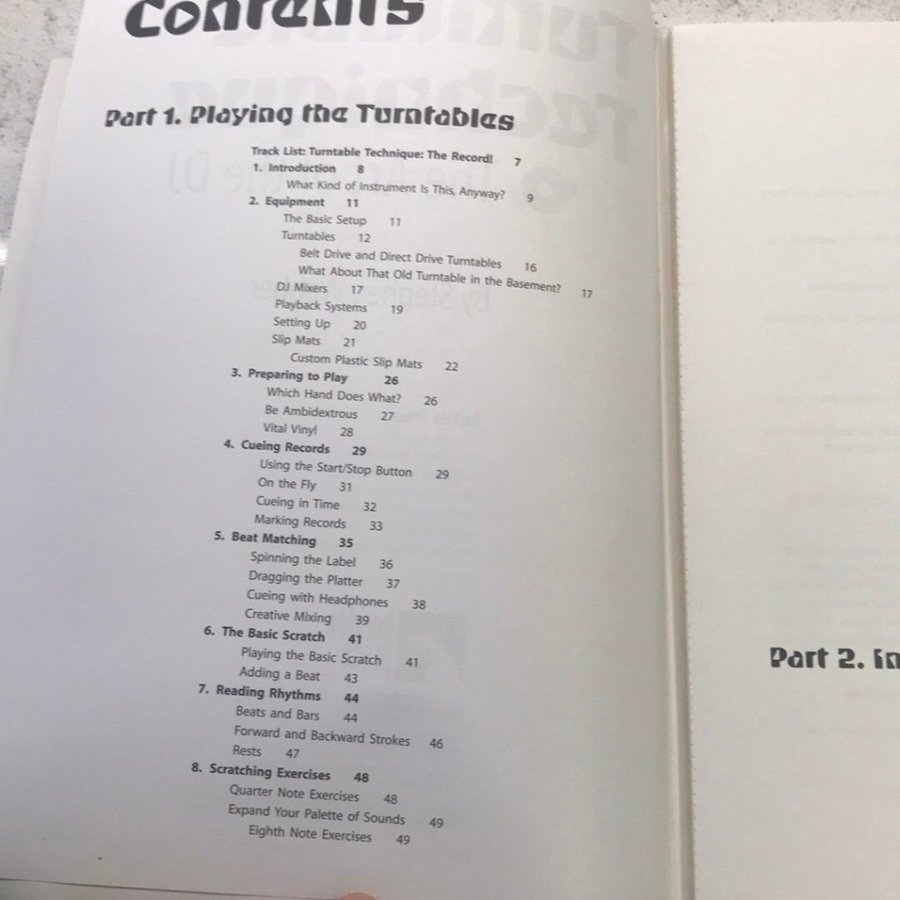 Contents
Part 1. Playing the Turntables
Track List: Turntable Technique: The Record! 7
1. Introduction 8
What Kind of Instrument Is This, Anyway? 9
2. Equipment 11
The Basic Setup 11
Turntables 12
Belt Drive and Direct Drive Turntables 16
What About That Old Turntable in the Basement? 17
DJ Mixers 17
Playback Systems 19
Setting Up 20
Slip Mats 21
Custom Plastic Slip Mats 22
3. Preparing to Play 26
Which Hand Does What? 26
Be Ambidextrous 27
Vital Vinyl 28
4. Cueing Records 29
Using the Start/Stop Button 29
On the Fly 31
Cueing in Time 32
Marking Records 33
5. Beat Matching 35
Spinning the Label 36
Dragging the Platter 37
Cueing with Headphones 38
Creative Mixing 39
6. The Basic Scratch 41
Playing the Basic Scratch 41
Adding a Beat 43
7. Reading Rhythms 44
Beats and Bars 44
Forward and Backward Strokes 46
Rests 47
8. Scratching Exercises 48
Quarter Note Exercises 48
Expand Your Palette of Sounds 49
Eighth Note Exercises 49
Part 2. In